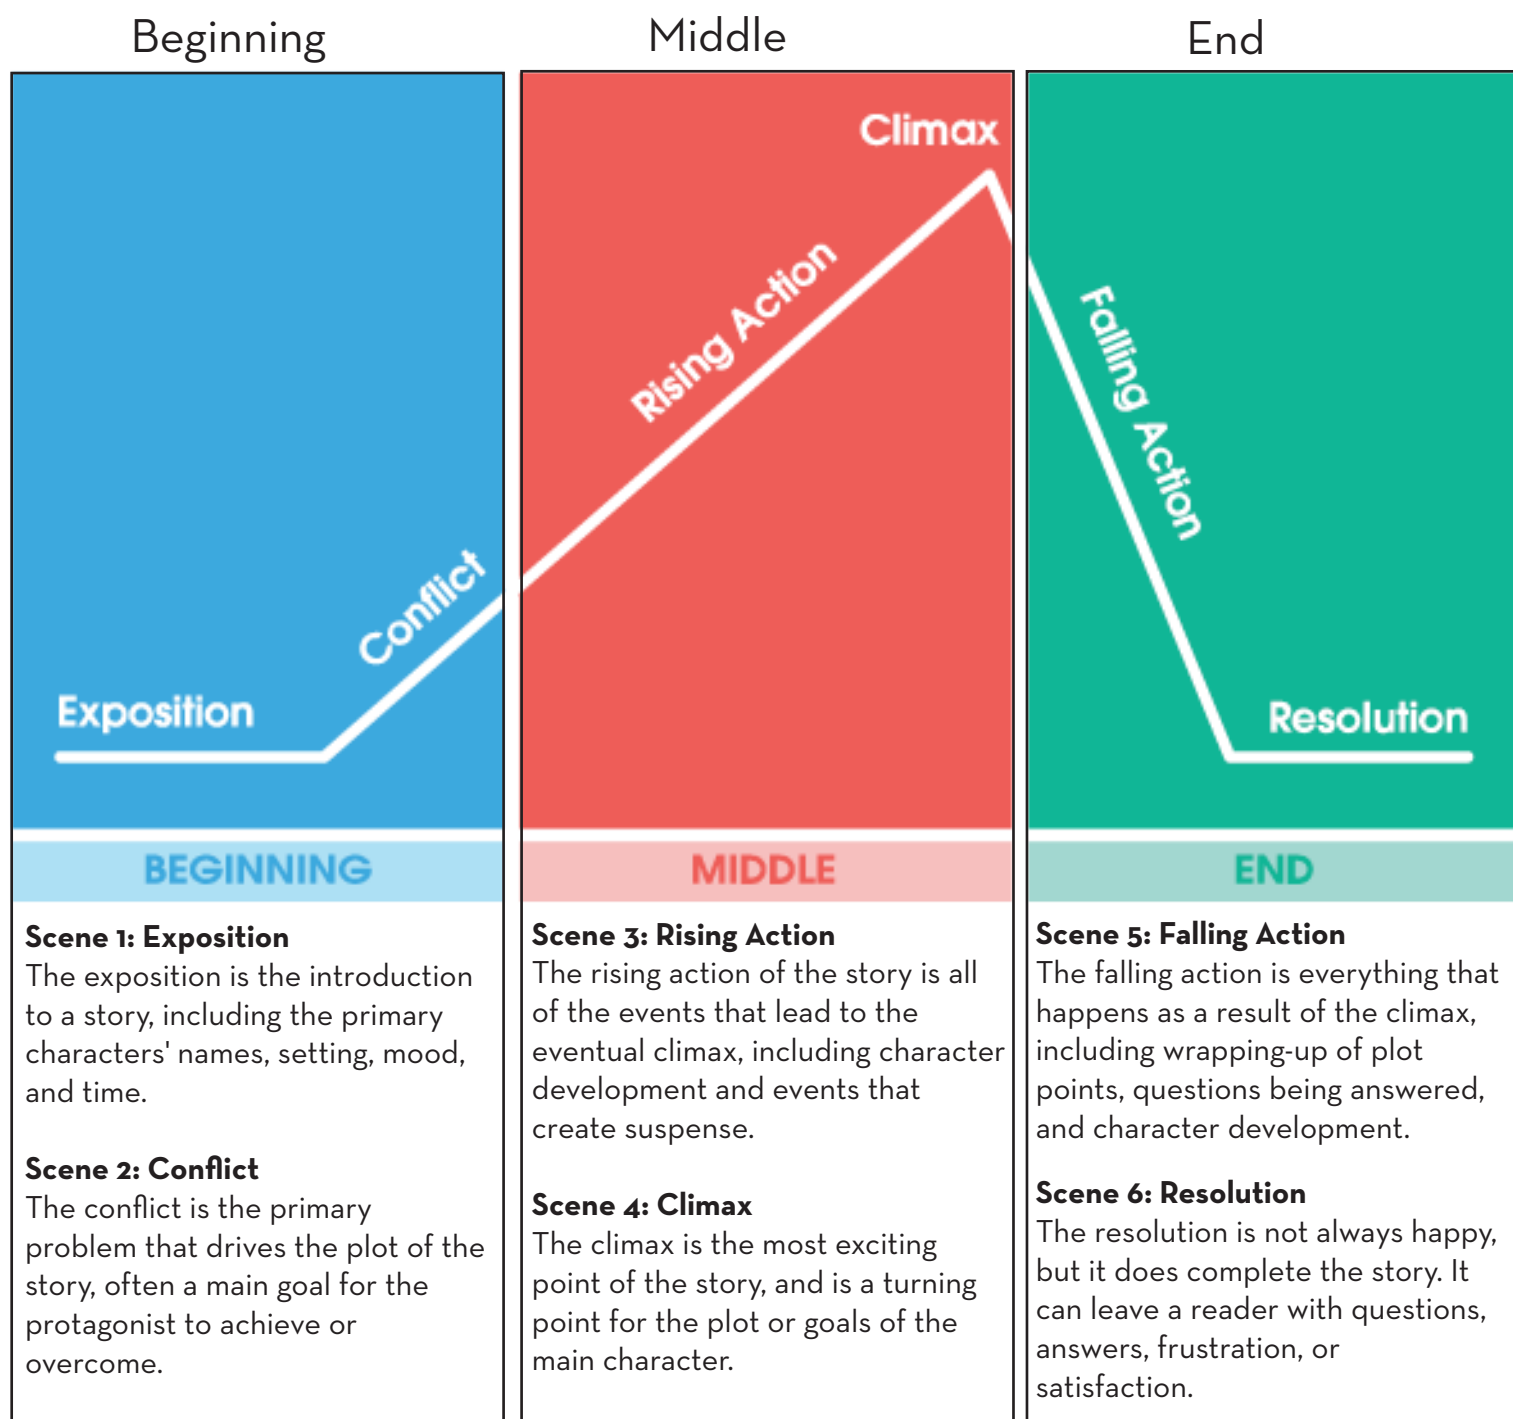 Beginning
Middle
End
Exposition
Conflict
Rising Action
Climax
Falling Action
Resolution
BEGINNING
MIDDLE
END
Scene 1: Exposition
The exposition is the introduction
to a story, including the primary
characters' names, setting, mood,
and time.
Scene 2: Conflict
The conflict is the primary
problem that drives the plot of the
story, often a main goal for the
protagonist to achieve or
overcome.
Scene 3: Rising Action
The rising action of the story is all
of the events that lead to the
eventual climax, including character
development and events that
create suspense.
Scene 4: Climax
The climax is the most exciting
point of the story, and is a turning
point for the plot or goals of the
main character.
Scene 5: Falling Action
The falling action is everything that
happens as a result of the climax,
including wrapping-up of plot
points, questions being answered,
and character development.
Scene 6: Resolution
The resolution is not always happy,
but it does complete the story. It
can leave a reader with questions,
answers, frustration, or
satisfaction.